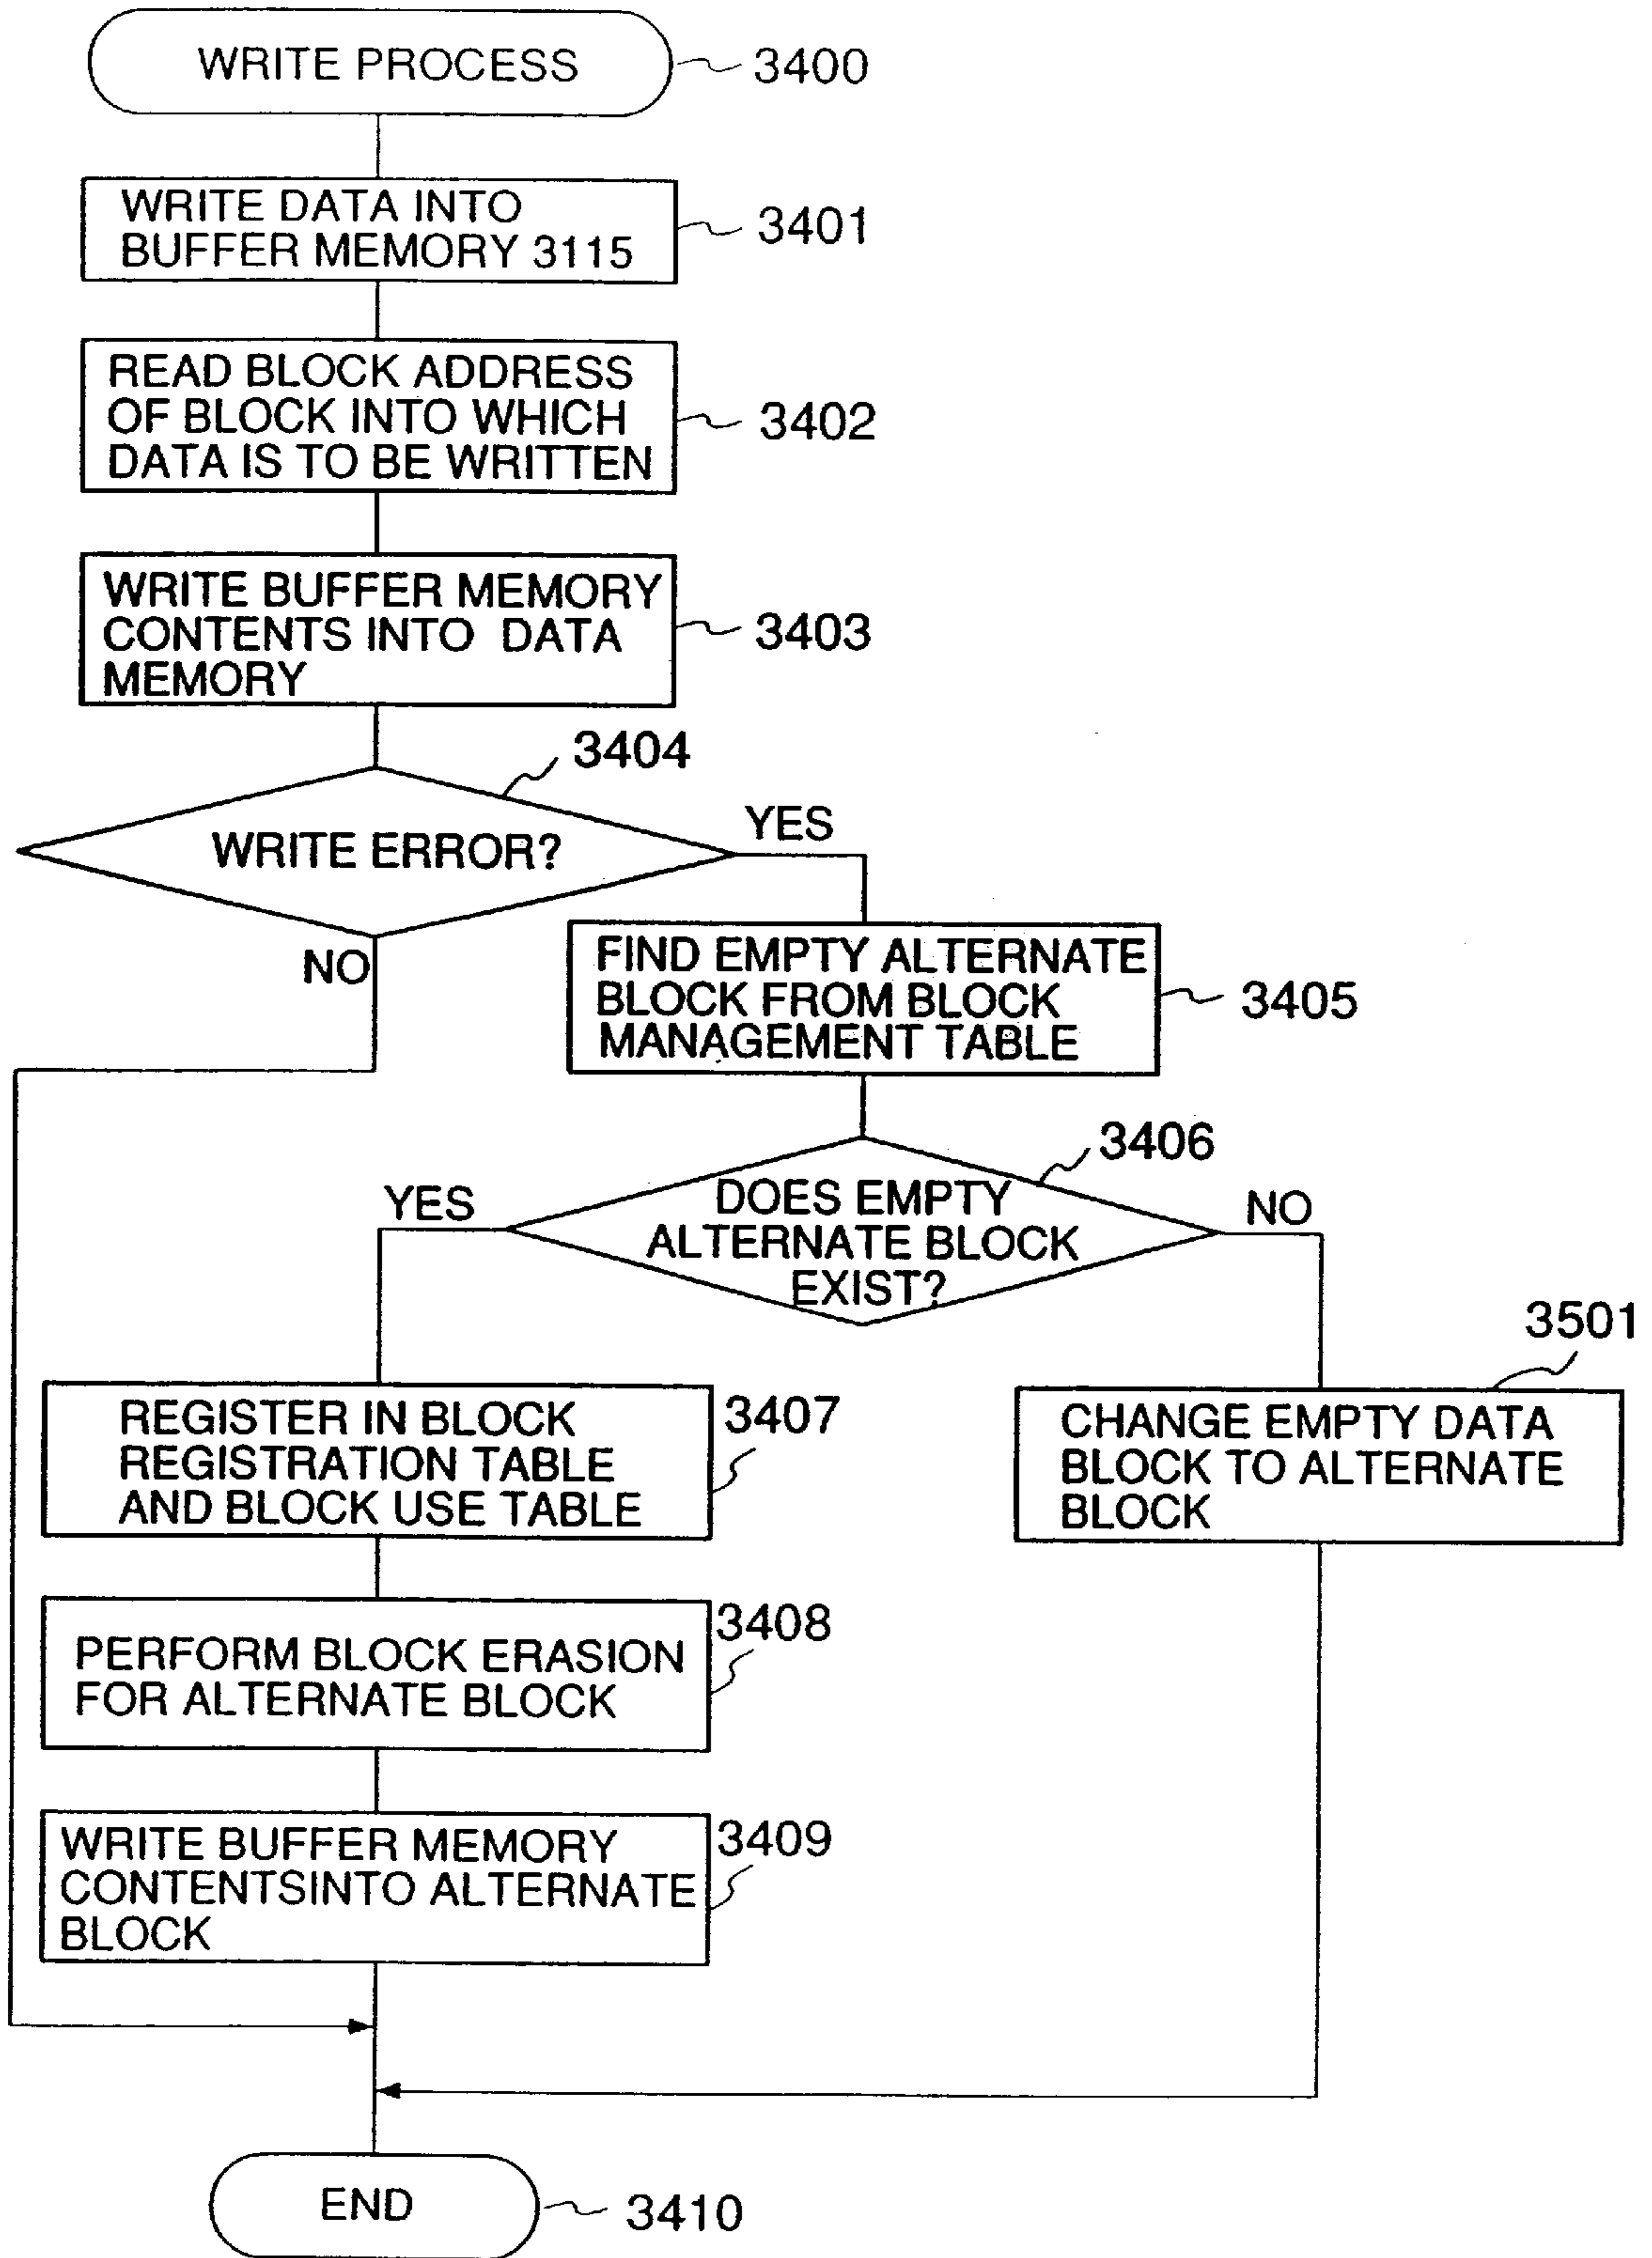 WRITE PROCESS
3400
WRITE DATA INTO
BUFFER MEMORY 3115
3401
READ BLOCK ADDRESS
OF BLOCK INTO WHICH
DATA IS TO BE WRITTEN
3402
WRITE BUFFER MEMORY
CONTENTS INTO DATA
MEMORY
3403
3404
WRITE ERROR?
YES
NO
FIND EMPTY ALTERNATE
BLOCK FROM BLOCK
MANAGEMENT TABLE
3405
3406
DOES EMPTY
ALTERNATE BLOCK
EXIST?
YES
NO
3501
REGISTER IN BLOCK
REGISTRATION TABLE
AND BLOCK USE TABLE
3407
CHANGE EMPTY DATA
BLOCK TO ALTERNATE
BLOCK
PERFORM BLOCK ERASION
FOR ALTERNATE BLOCK
3408
WRITE BUFFER MEMORY
CONTENTSINTO ALTERNATE
BLOCK
3409
END
3410